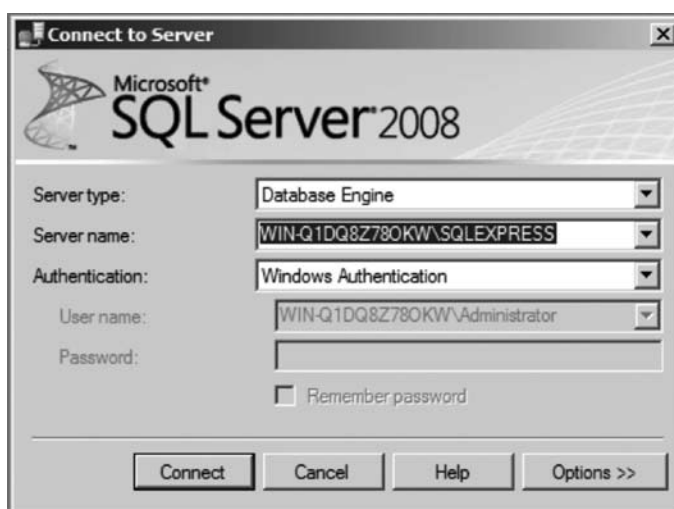 Connect to Server
Microsoft®
SQL Server® 2008
Server type: Database Engine
Server name: WIN-Q1DQ8Z78OKW\SQLEXPRESS
Authentication: Windows Authentication
User name: WIN-Q1DQ8Z78OKW\Administrator
Password:
Remember password
Connect Cancel Help Options >>